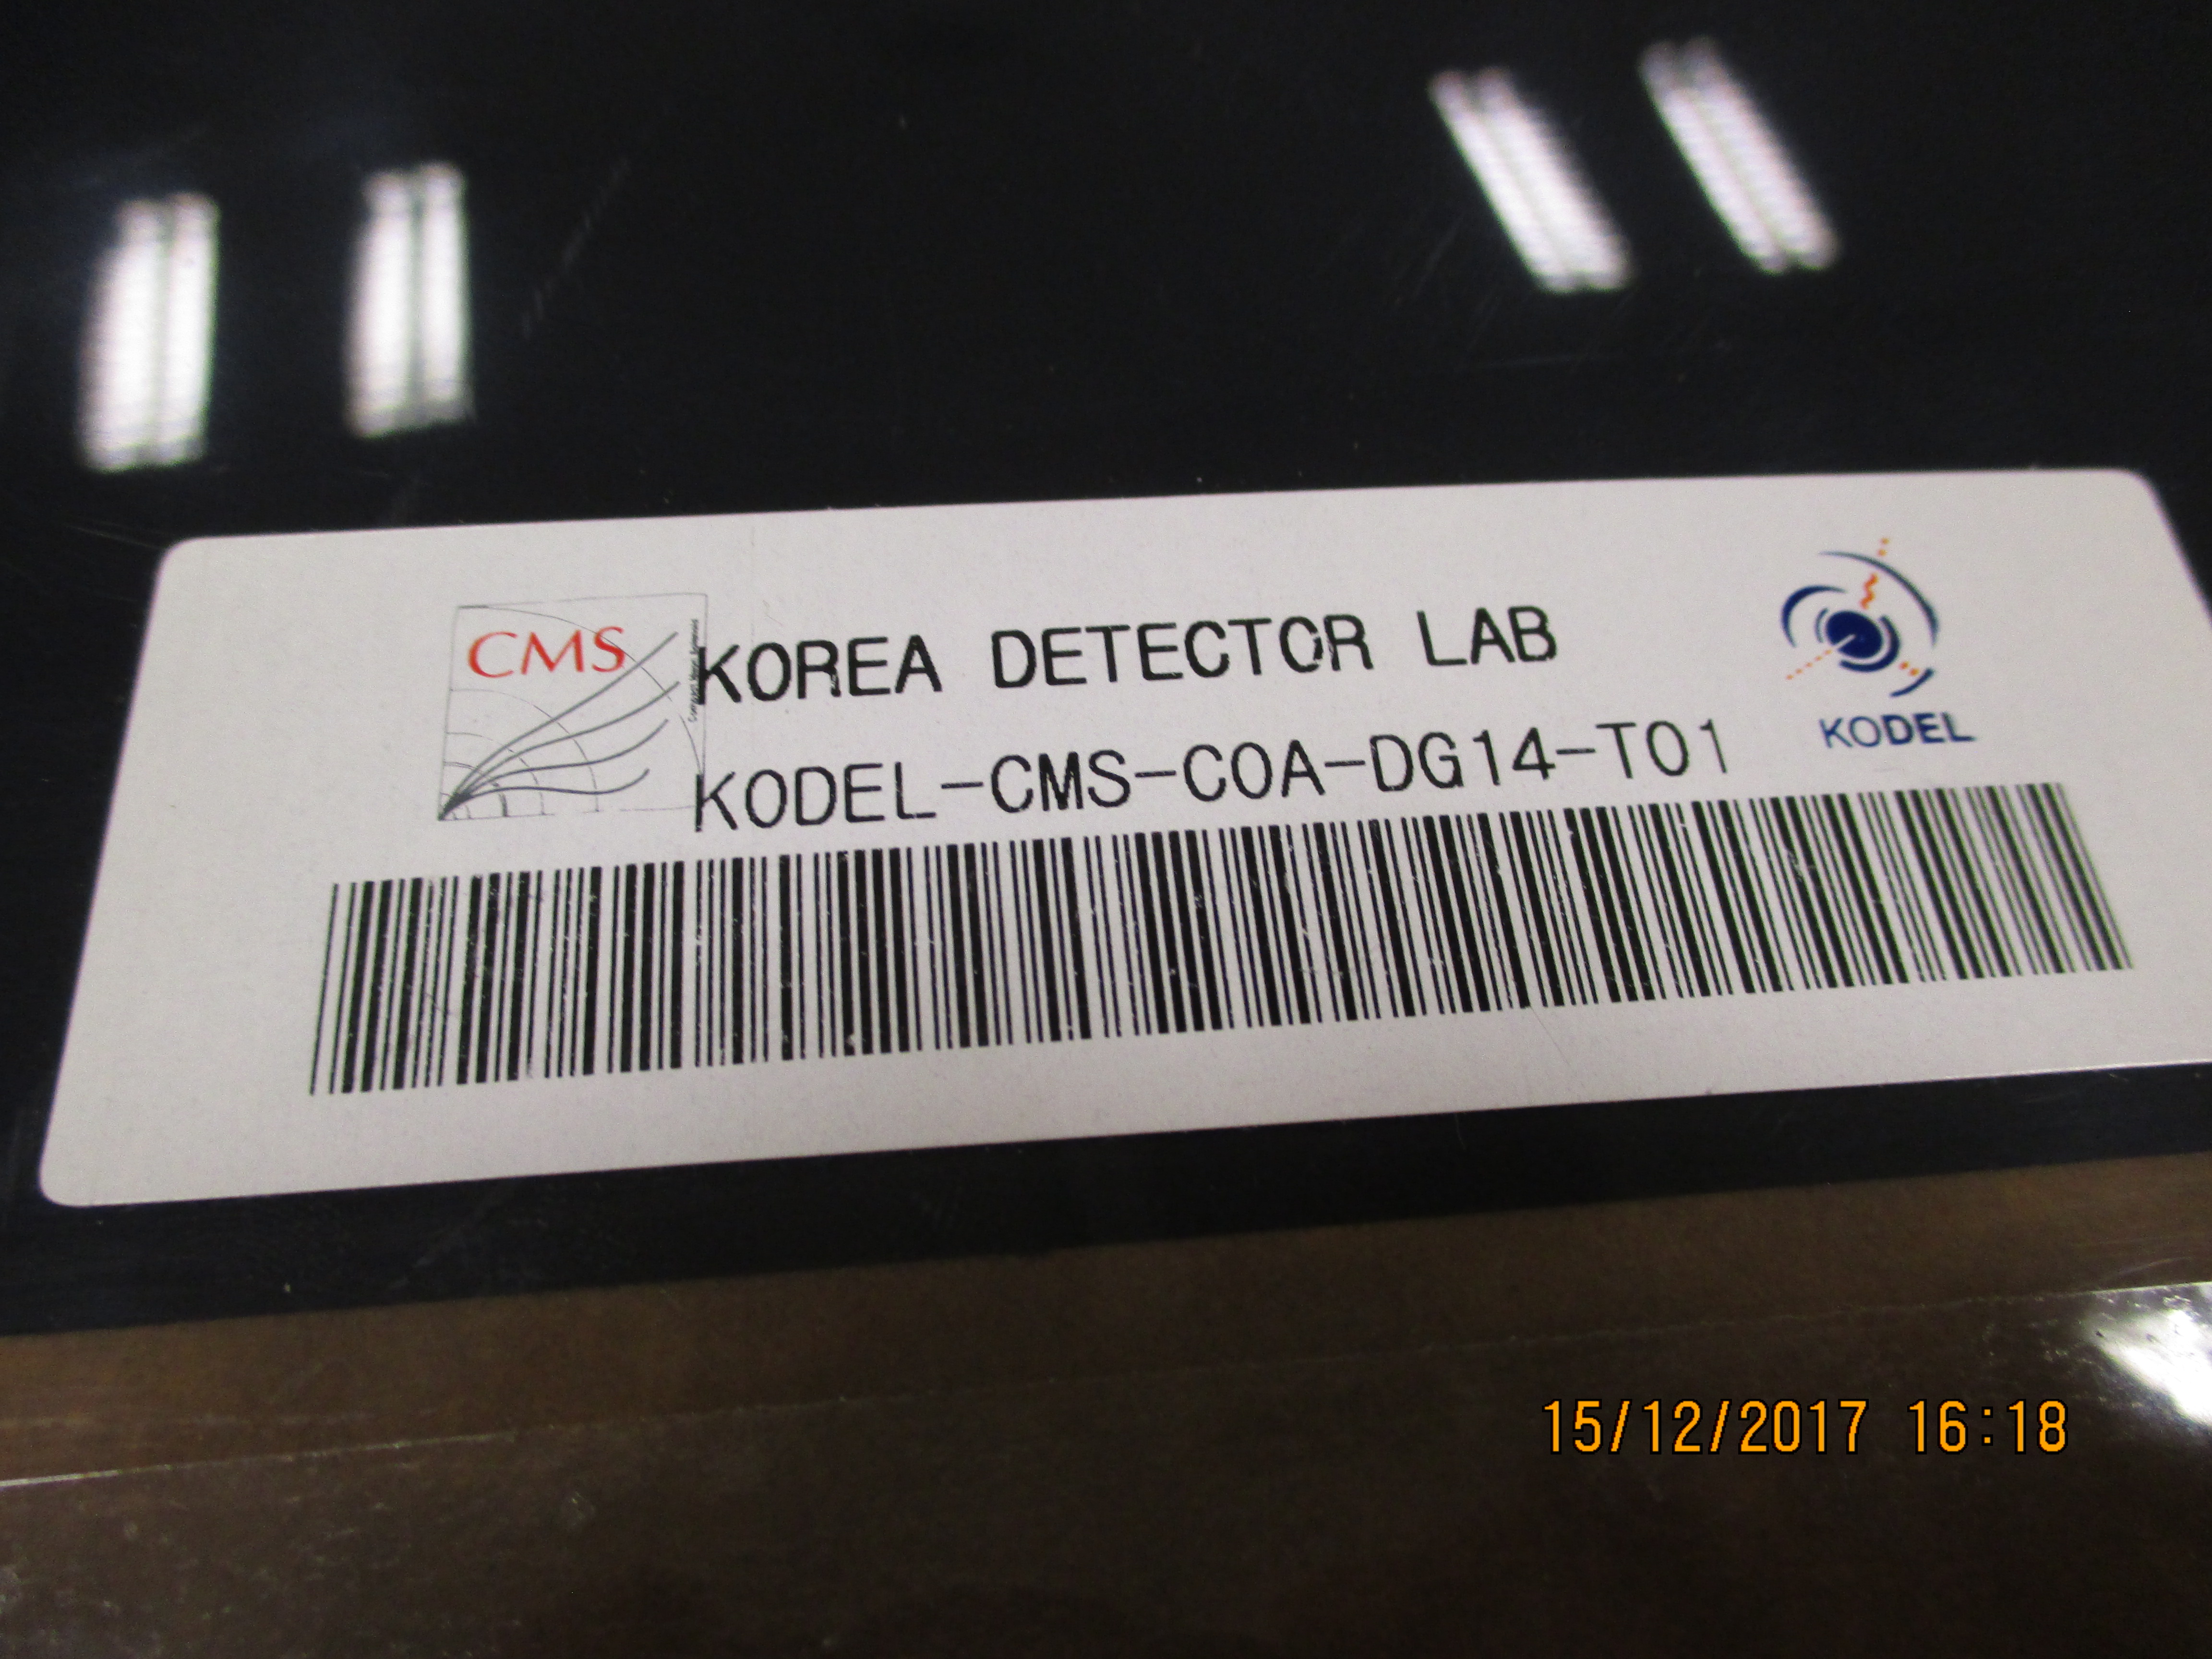 CMS
KOREA DETECTOR LAB
KODEL-CMS-COA-DG14-T01
KODEL
15/12/2017 16:18